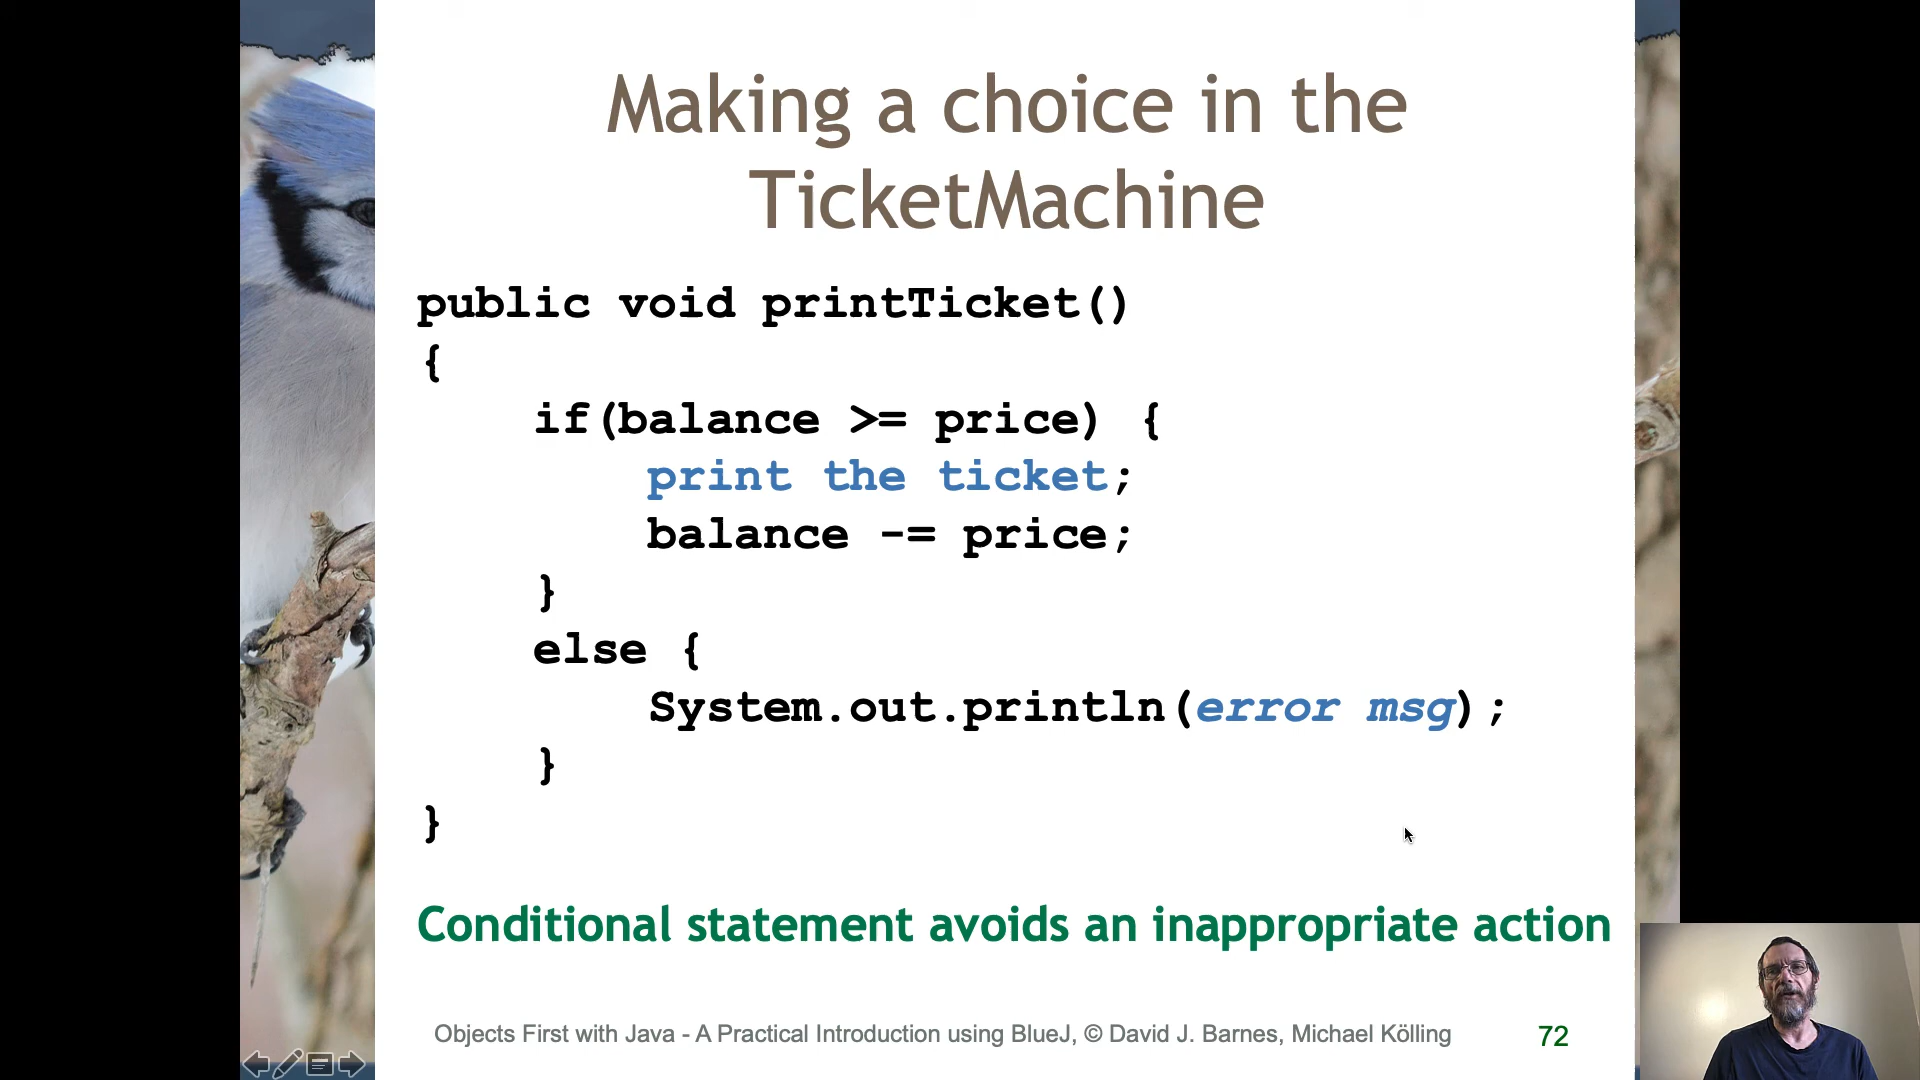 Making a choice in the
TicketMachine
public void printTicket()
{
if(balance >= price) {
print the ticket;
balance -= price;
}
else {
System.out.println(error msg);
}
}
Conditional statement avoids an inappropriate action
Objects First with Java - A Practical Introduction using BlueJ, © David J. Barnes, Michael Kölling
72